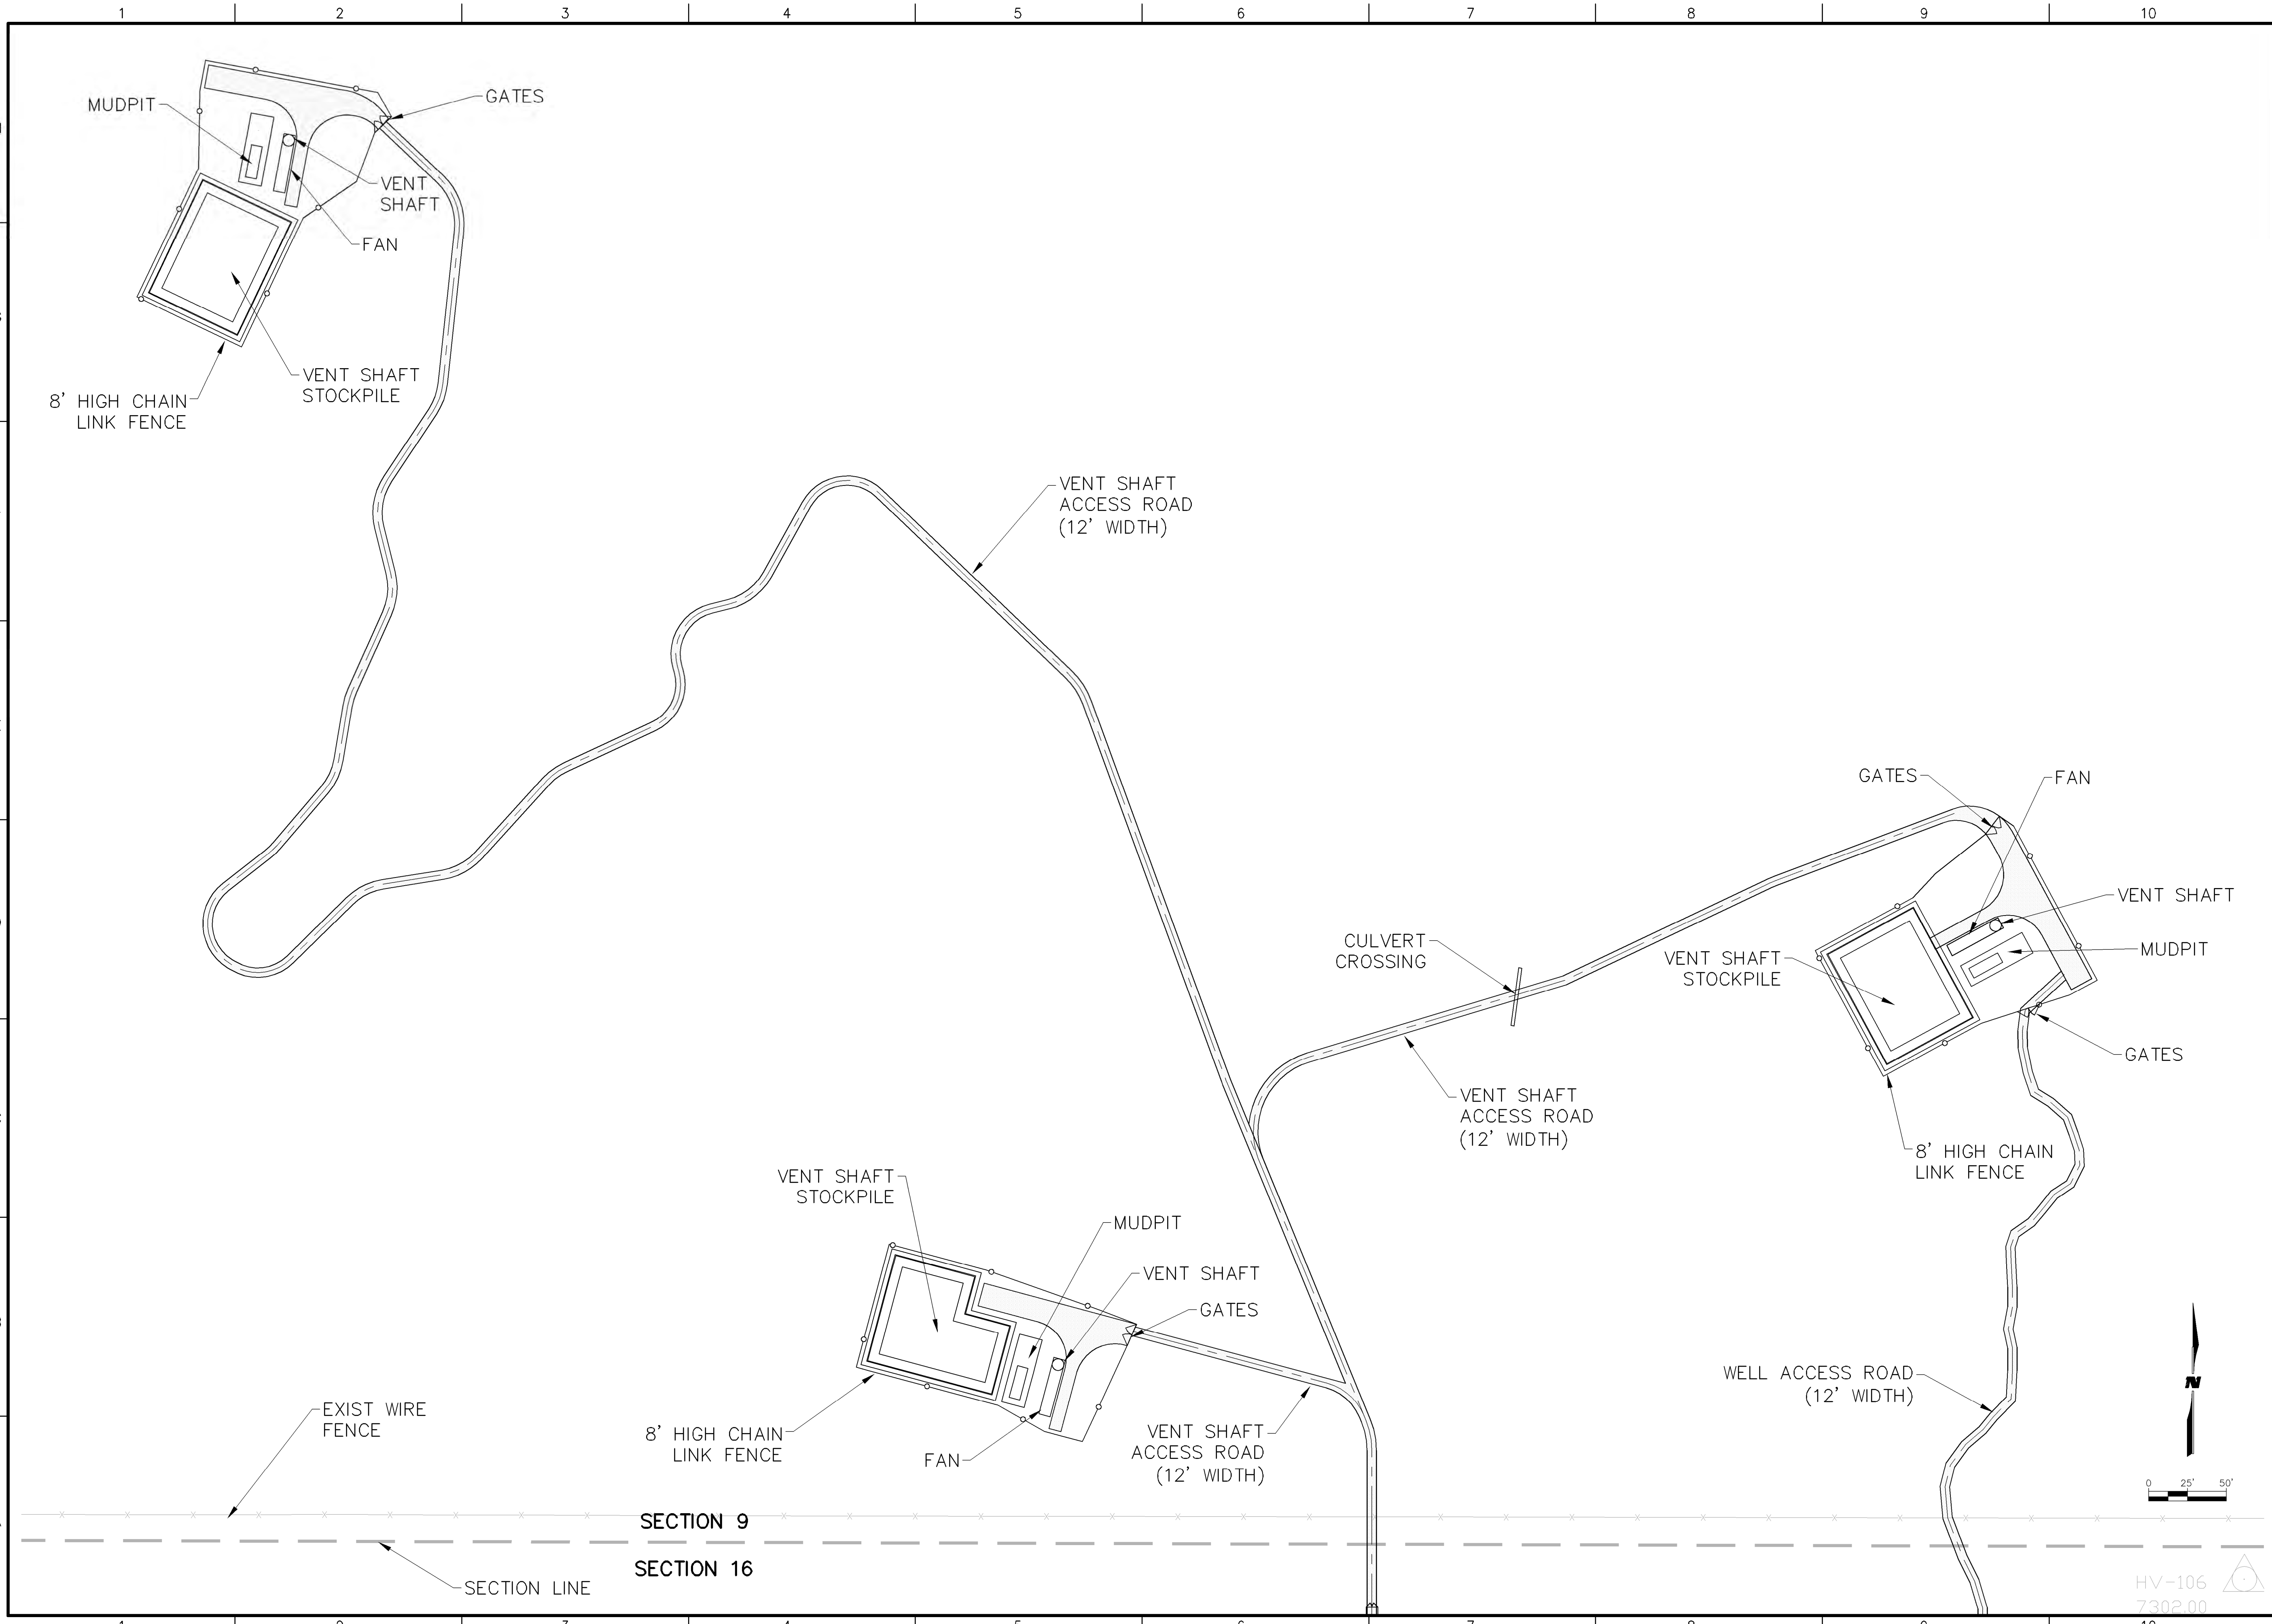 1 2 3 4 5 6 7 8 9 10
MUDPIT
GATES
VENT
SHAFT
FAN
VENT SHAFT
STOCKPILE
8' HIGH CHAIN
LINK FENCE
VENT SHAFT
ACCESS ROAD
(12' WIDTH)
GATES
FAN
VENT SHAFT
MUDPIT
CULVERT
CROSSING
VENT SHAFT
STOCKPILE
GATES
VENT SHAFT
ACCESS ROAD
(12' WIDTH)
8' HIGH CHAIN
LINK FENCE
VENT SHAFT
STOCKPILE
MUDPIT
VENT SHAFT
GATES
WELL ACCESS ROAD
(12' WIDTH)
N
EXIST WIRE
FENCE
8' HIGH CHAIN
LINK FENCE
FAN
VENT SHAFT
ACCESS ROAD
(12' WIDTH)
0 25' 50'
SECTION 9
SECTION 16
SECTION LINE
HV-106
7302.00